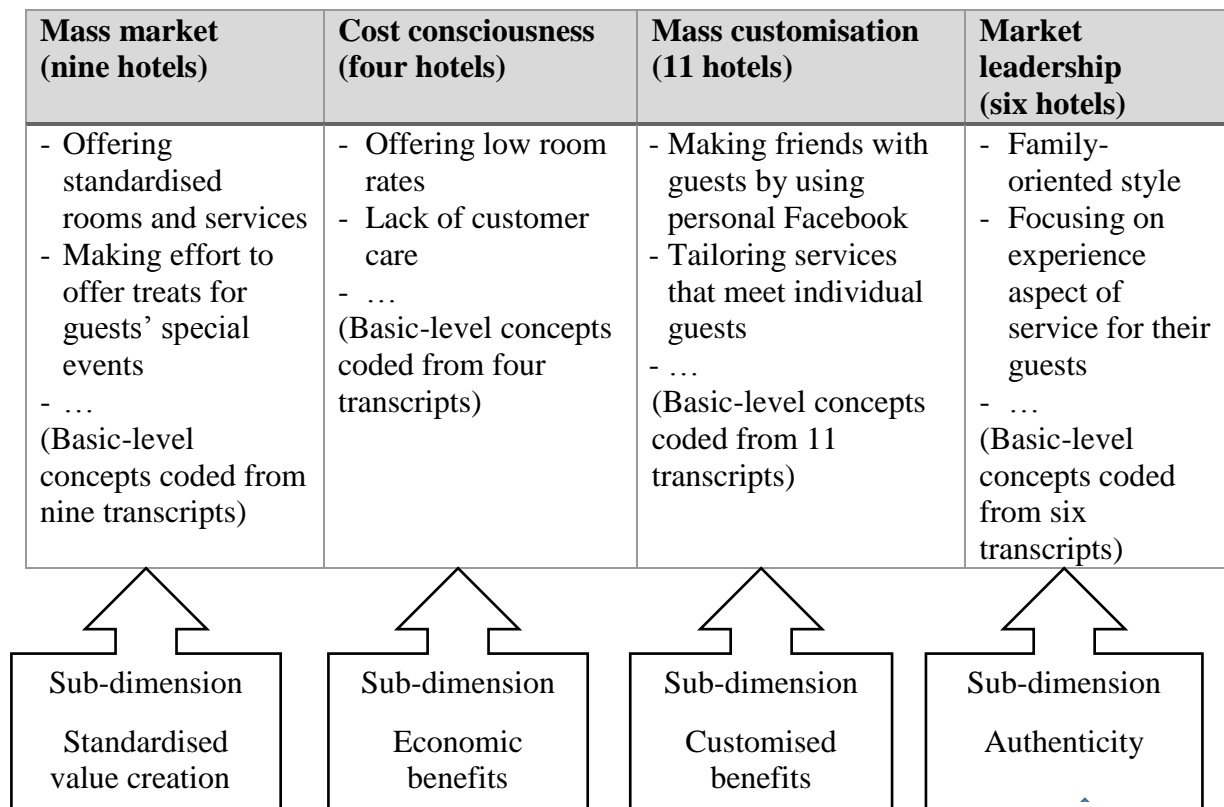 Mass market
(nine hotels)
Cost consciousness
(four hotels)
Mass customisation
(11 hotels)
Market
leadership
(six hotels)
- Offering
standardised
rooms and services
- Making effort to
offer treats for
guests’ special
events
- …
(Basic-level
concepts coded from
nine transcripts)
- Offering low room
rates
- Lack of customer
care
- …
(Basic-level concepts
coded from four
transcripts)
- Making friends with
guests by using
personal Facebook
- Tailoring services
that meet individual
guests
- …
(Basic-level concepts
coded from 11
transcripts)
- Family-
oriented style
- Focusing on
experience
aspect of
service for their
guests
- …
(Basic-level
concepts coded
from six
transcripts)
Sub-dimension
Standardised
value creation
Sub-dimension
Economic
benefits
Sub-dimension
Customised
benefits
Sub-dimension
Authenticity